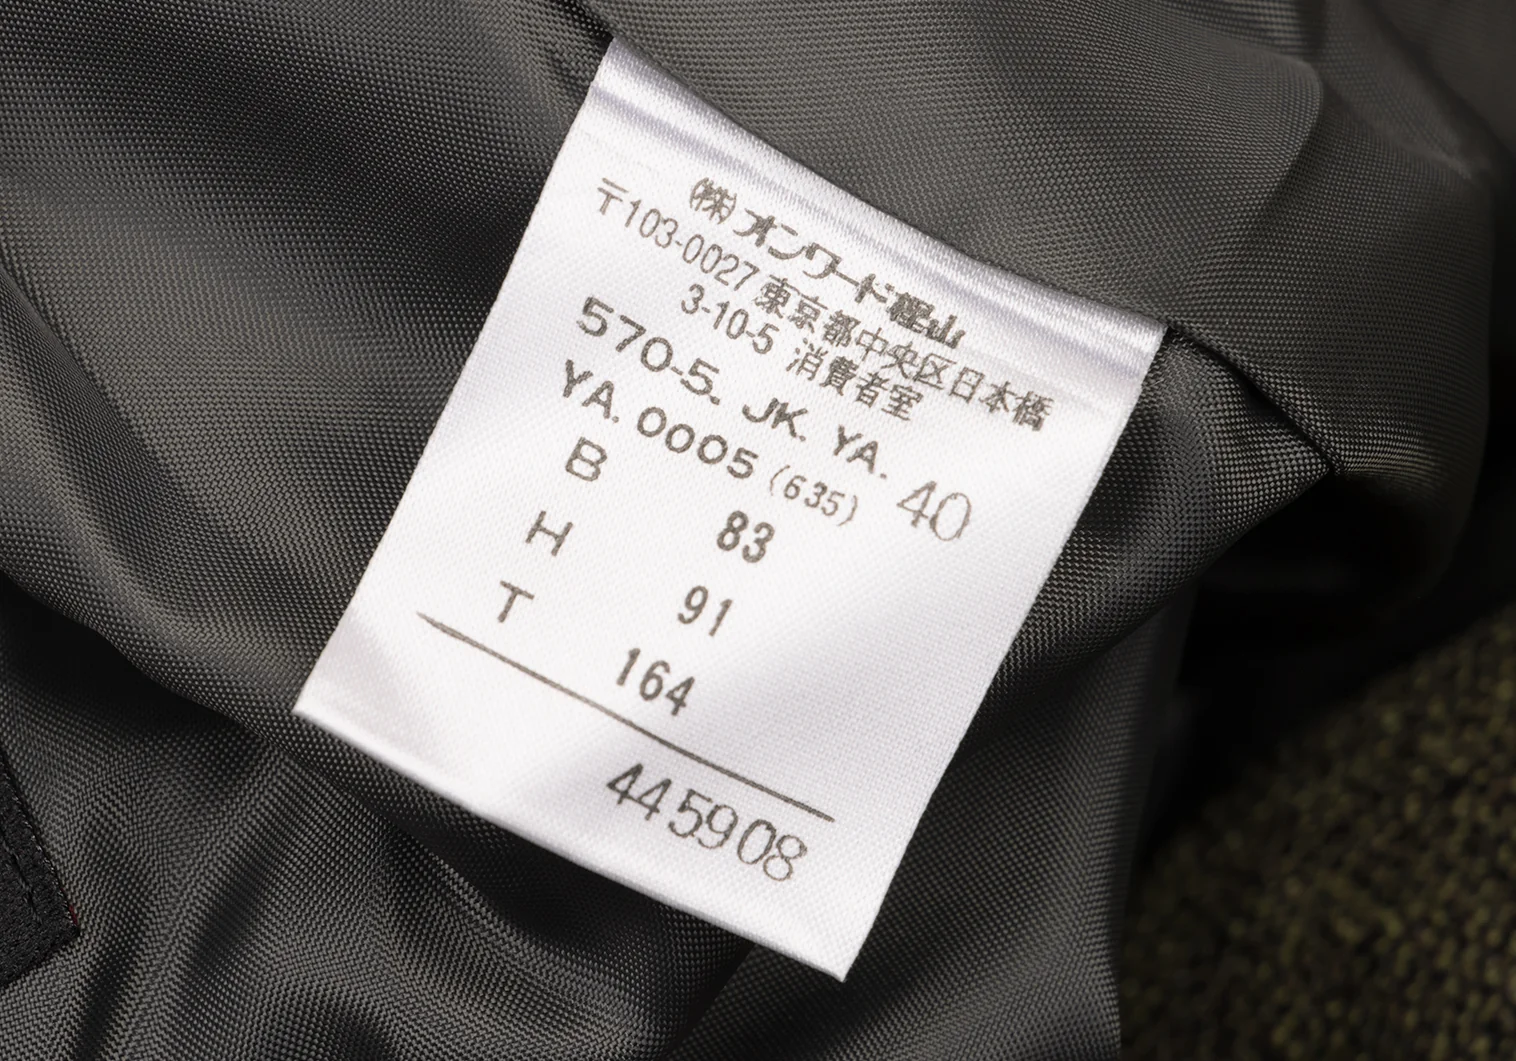 (株)オンワード樫山
〒103-0027 東京都中央区日本橋
3-10-5 消費者室
570-5. JK. YA. 40
YA. 0005 (635)
B 83
H 91
T 164
445908